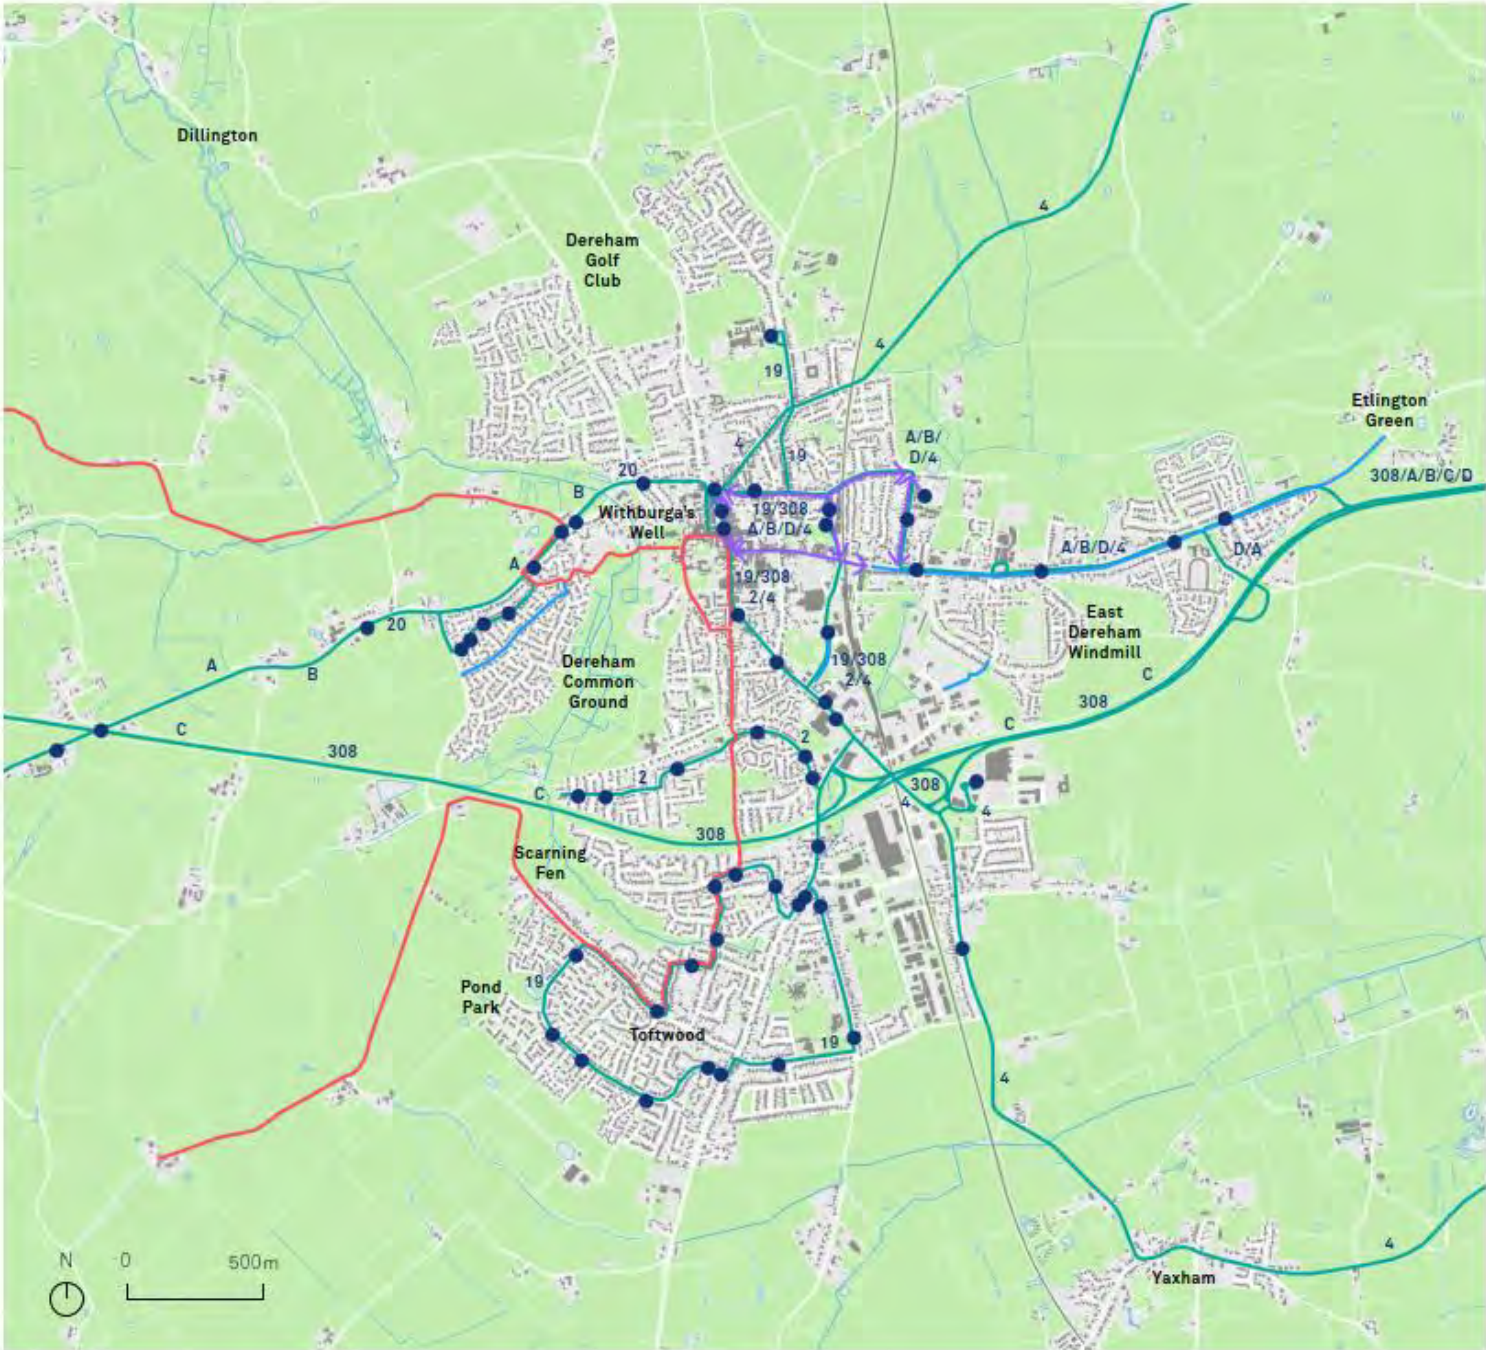 Dillington
4
Dereham
Golf
Club
4
19
Etlington
Green
A/B/
D/4
4
19
308/A/B/C/D
20
B
Withburga's
Well
19/308
A/B/D/4
A/B/D/4
D/A
A
19/308
2/4
20
East
Dereham
Windmill
A
B
Dereham
Common
Ground
19/308
2/4
C
308
C
C
308
2
2
C
308
4
4
308
Scarning
Fen
19
Pond
Park
Toftwood
19
4
4
N
0
500m
Yaxham